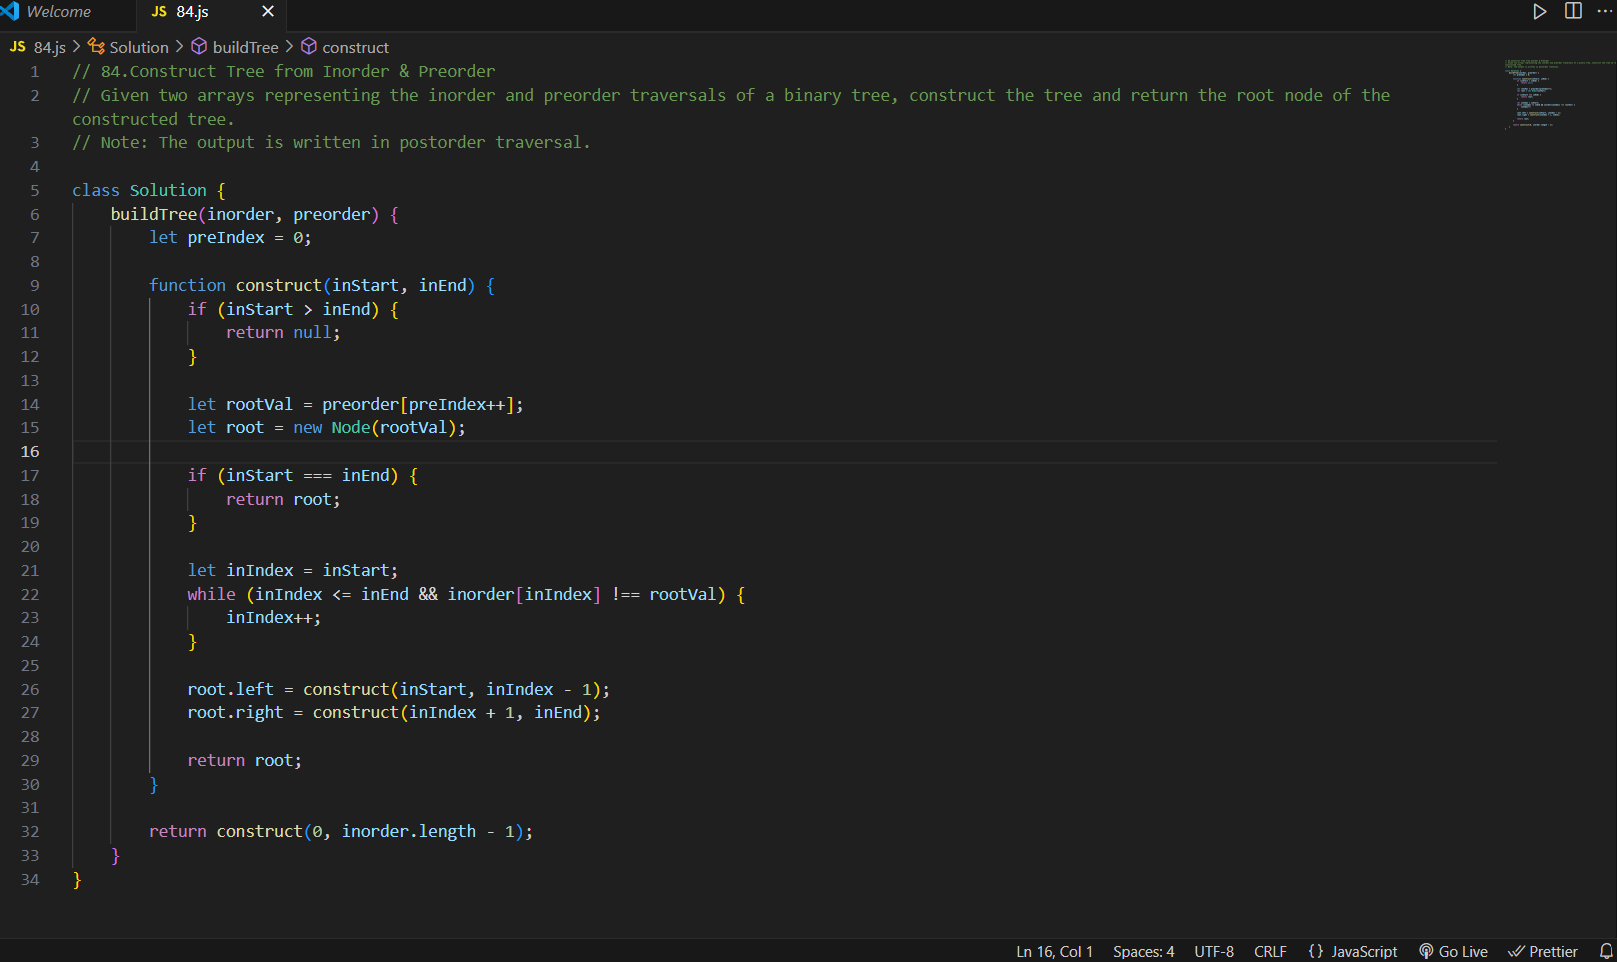 Welcome
JS 84.js ×
JS 84.js > Solution > buildTree > construct
1 // 84.Construct Tree from Inorder & Preorder
2 // Given two arrays representing the inorder and preorder traversals of a binary tree, construct the tree and return the root node of the
constructed tree.
3 // Note: The output is written in postorder traversal.
4
5 class Solution {
6     buildTree(inorder, preorder) {
7         let preIndex = 0;
8
9         function construct(inStart, inEnd) {
10             if (inStart > inEnd) {
11                 return null;
12             }
13
14             let rootVal = preorder[preIndex++];
15             let root = new Node(rootVal);
16
17             if (inStart === inEnd) {
18                 return root;
19             }
20
21             let inIndex = inStart;
22             while (inIndex <= inEnd && inorder[inIndex] !== rootVal) {
23                 inIndex++;
24             }
25
26             root.left = construct(inStart, inIndex - 1);
27             root.right = construct(inIndex + 1, inEnd);
28
29             return root;
30         }
31
32         return construct(0, inorder.length - 1);
33     }
34 }
Ln 16, Col 1 Spaces: 4 UTF-8 CRLF {} JavaScript Go Live Prettier